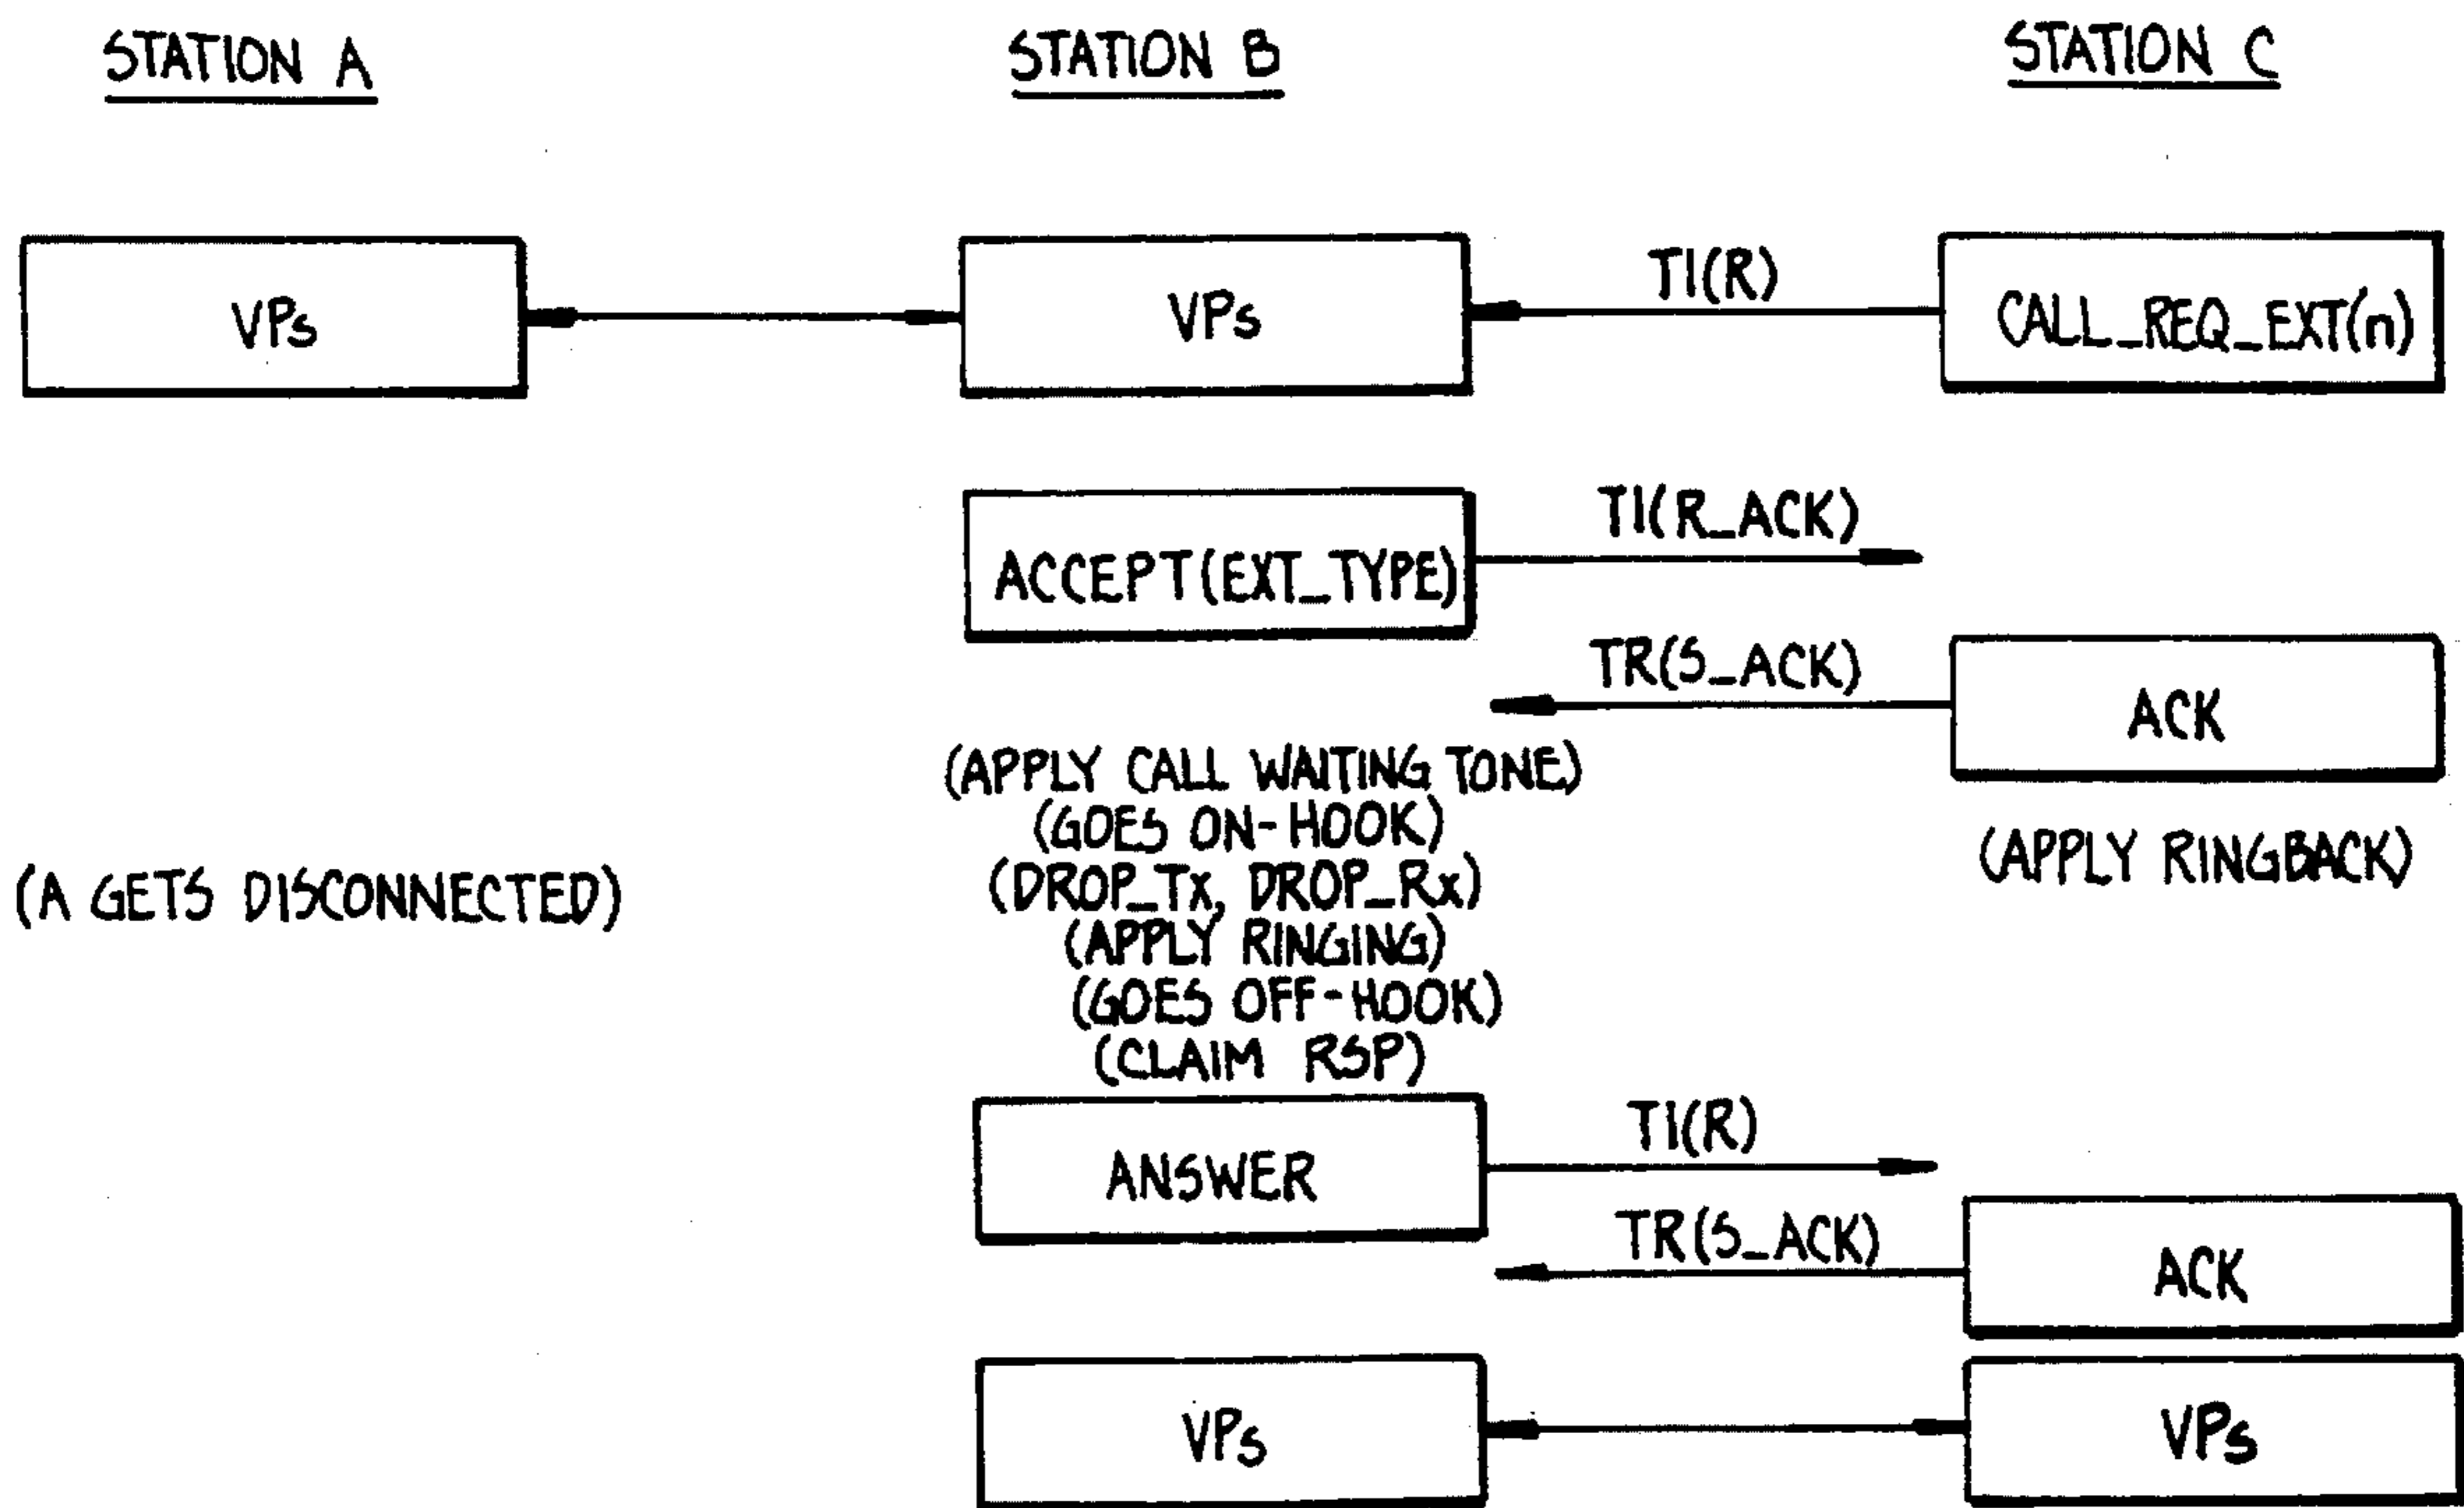 STATION A
STATION B
STATION C
VPs
VPs
TI(R)
CALL_REQ_EXT(n)
ACCEPT(EXT_TYPE)
TI(R_ACK)
TR(S_ACK)
ACK
(APPLY CALL WAITING TONE)
(GOES ON-HOOK)
(DROP_Tx, DROP_Rx)
(APPLY RINGING)
(GOES OFF-HOOK)
(CLAIM RSP)
(A GETS DISCONNECTED)
(APPLY RINGBACK)
ANSWER
TI(R)
TR(S_ACK)
ACK
VPs
VPs